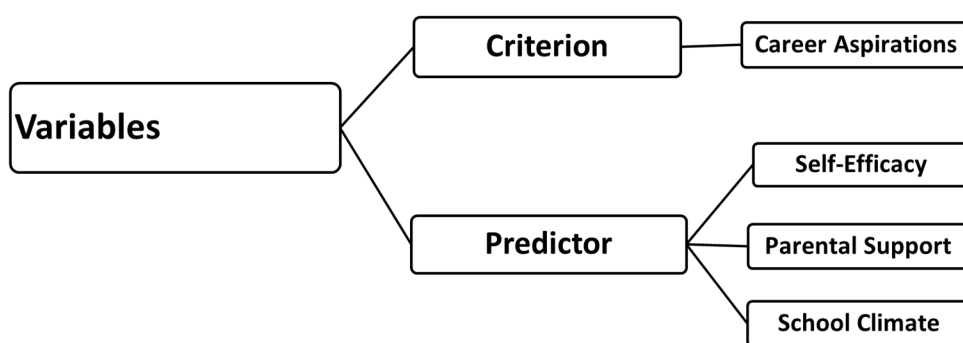 Variables
Criterion
Career Aspirations
Predictor
Self-Efficacy
Parental Support
School Climate